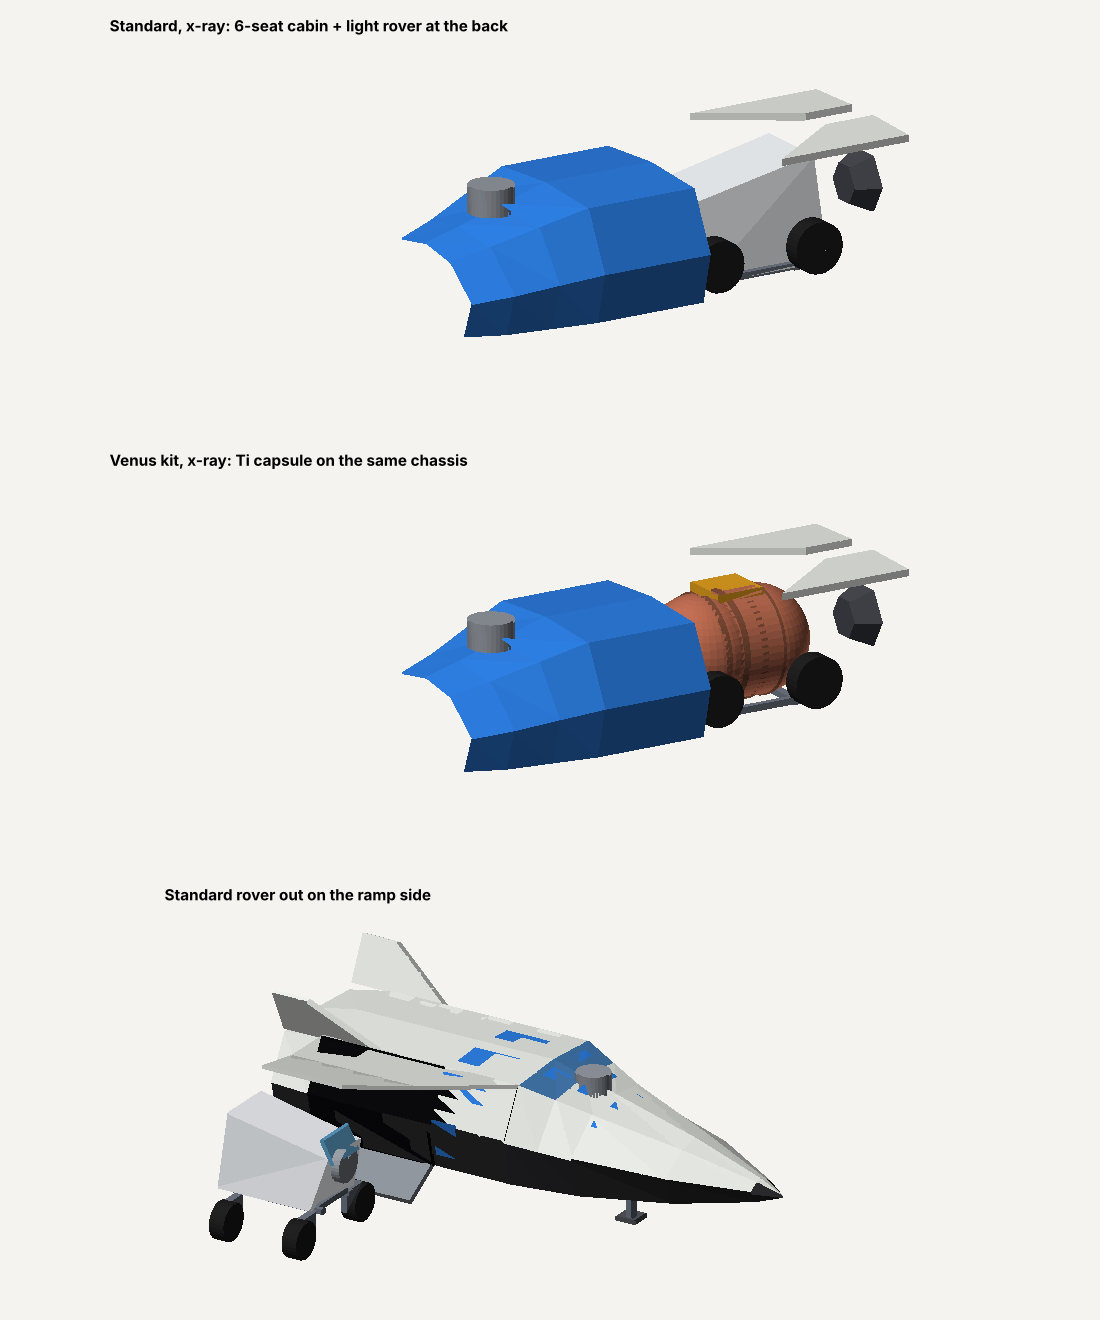 Standard, x-ray: 6-seat cabin + light rover at the back
Venus kit, x-ray: Ti capsule on the same chassis
Standard rover out on the ramp side